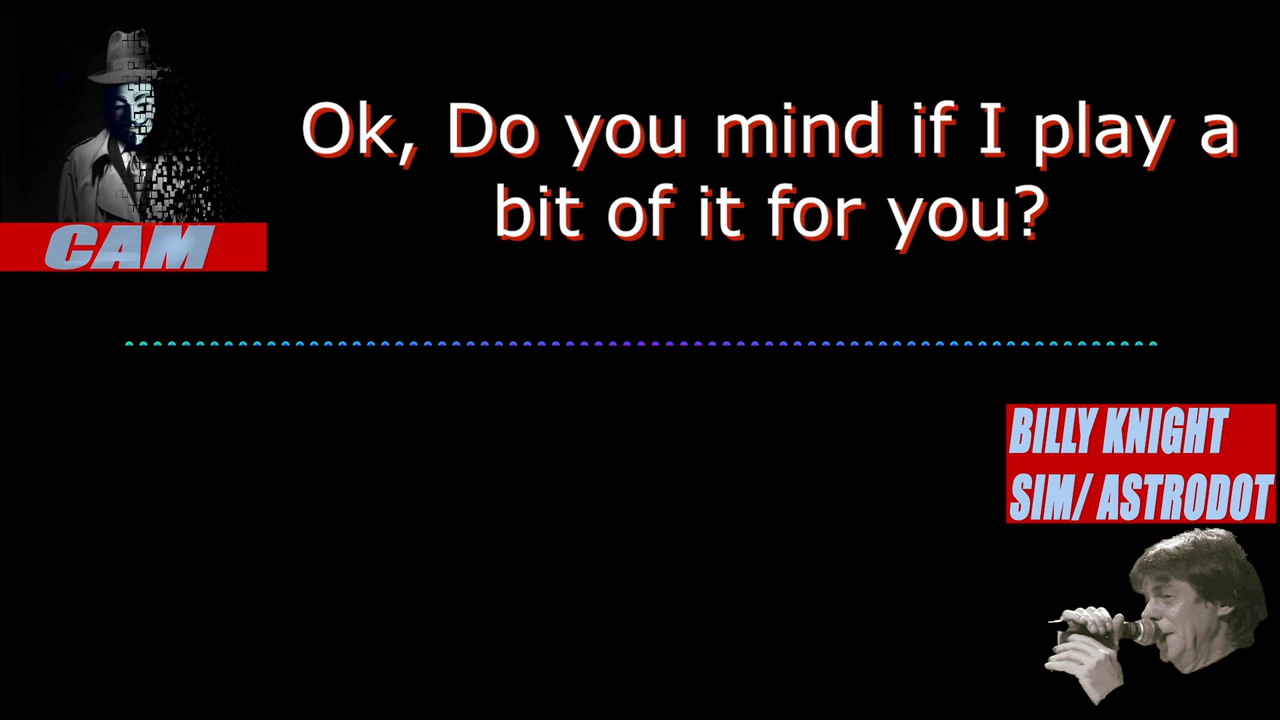 Ok, Do you mind if I play a
bit of it for you?
CAM
BILLY KNIGHT
SIM/ ASTRODOT